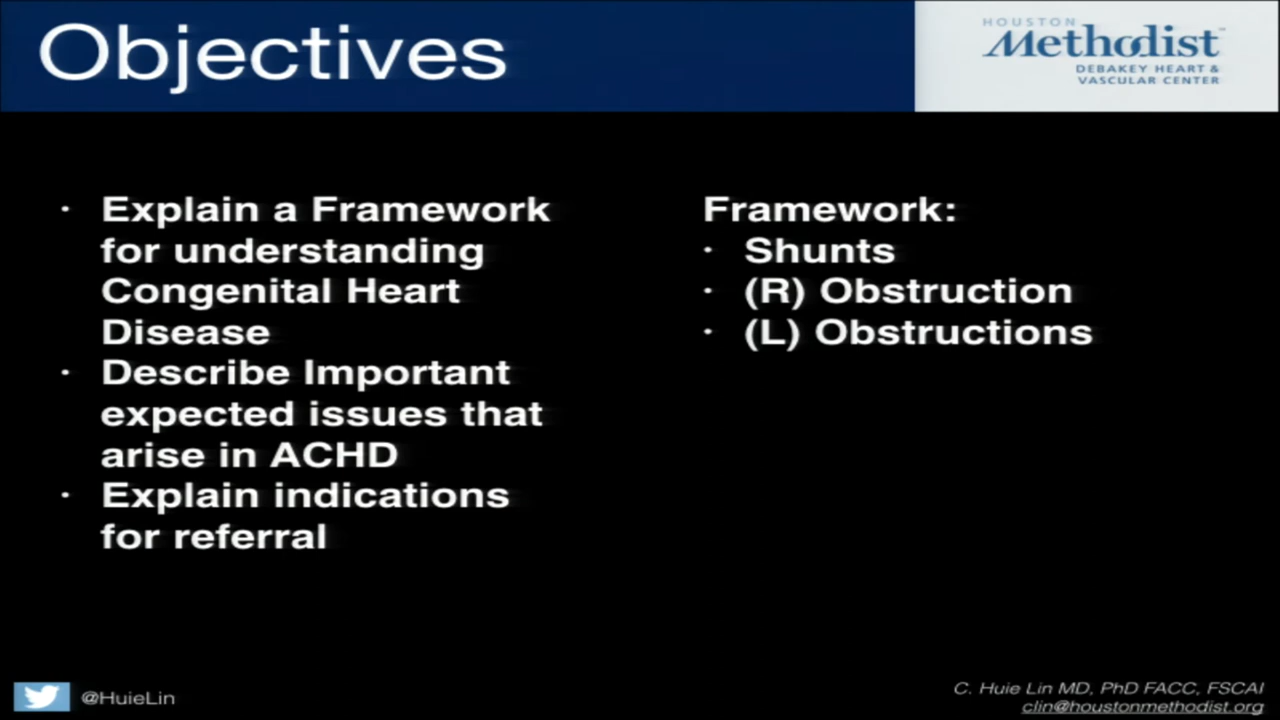 Objectives
HOUSTON
Methodist
DEBAKEY HEART &
VASCULAR CENTER
· Explain a Framework
for understanding
Congenital Heart
Disease
· Describe Important
expected issues that
arise in ACHD
· Explain indications
for referral
Framework:
· Shunts
· (R) Obstruction
· (L) Obstructions
@HuieLin
C. Huie Lin MD, PhD FACC, FSCAI
clin@houstonmethodist.org